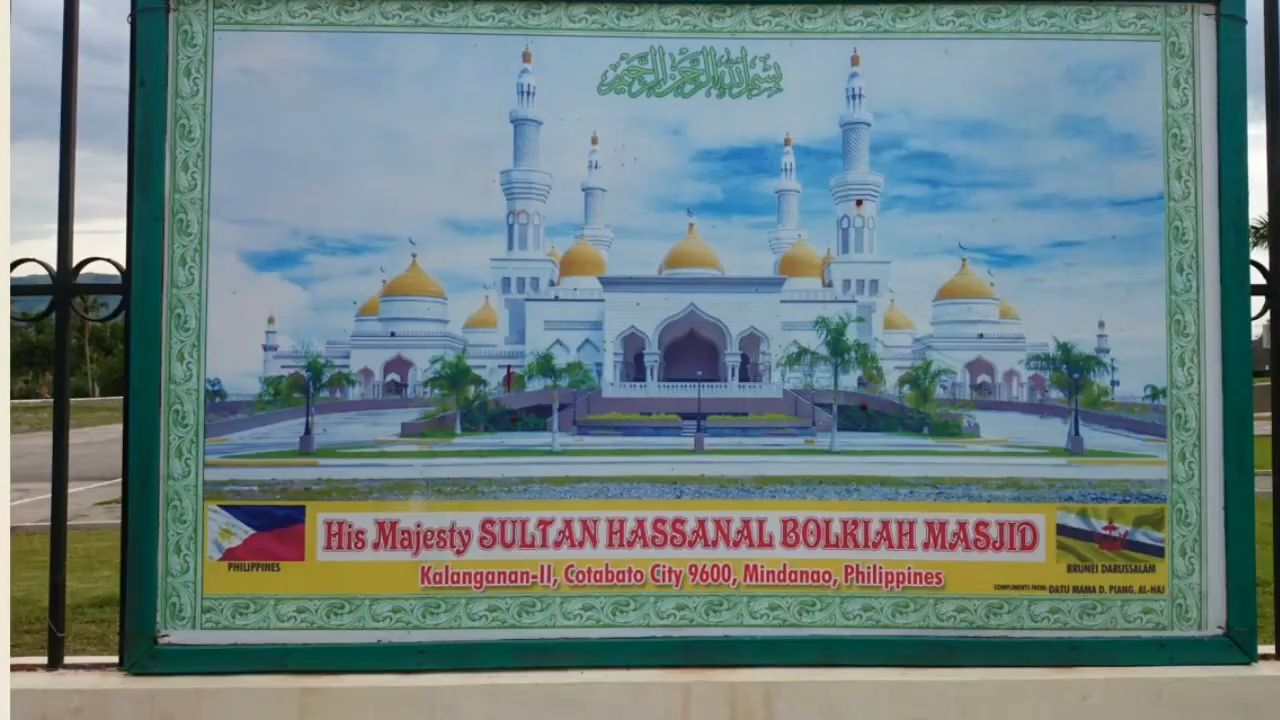 بسم الله الرحمن الرحيم
His Majesty SULTAN HASSANAL BOLKIAH MASJID
PHILIPPINES
BRUNEI DARUSSALAM
Kalanganan-II, Cotabato City 9600, Mindanao, Philippines
COMPLIMENTS FROM: DATU MAMA D. PIANG, AL-HAJ